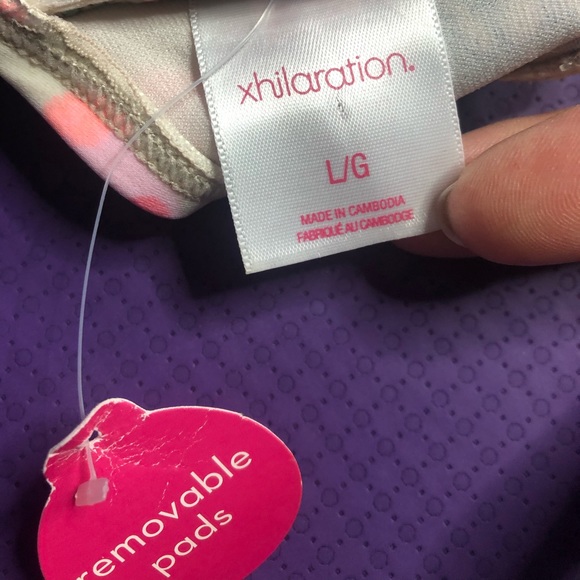 xhilaration.
L/G
MADE IN CAMBODIA
FABRIQUÉ AU CAMBODGE
removable
pads